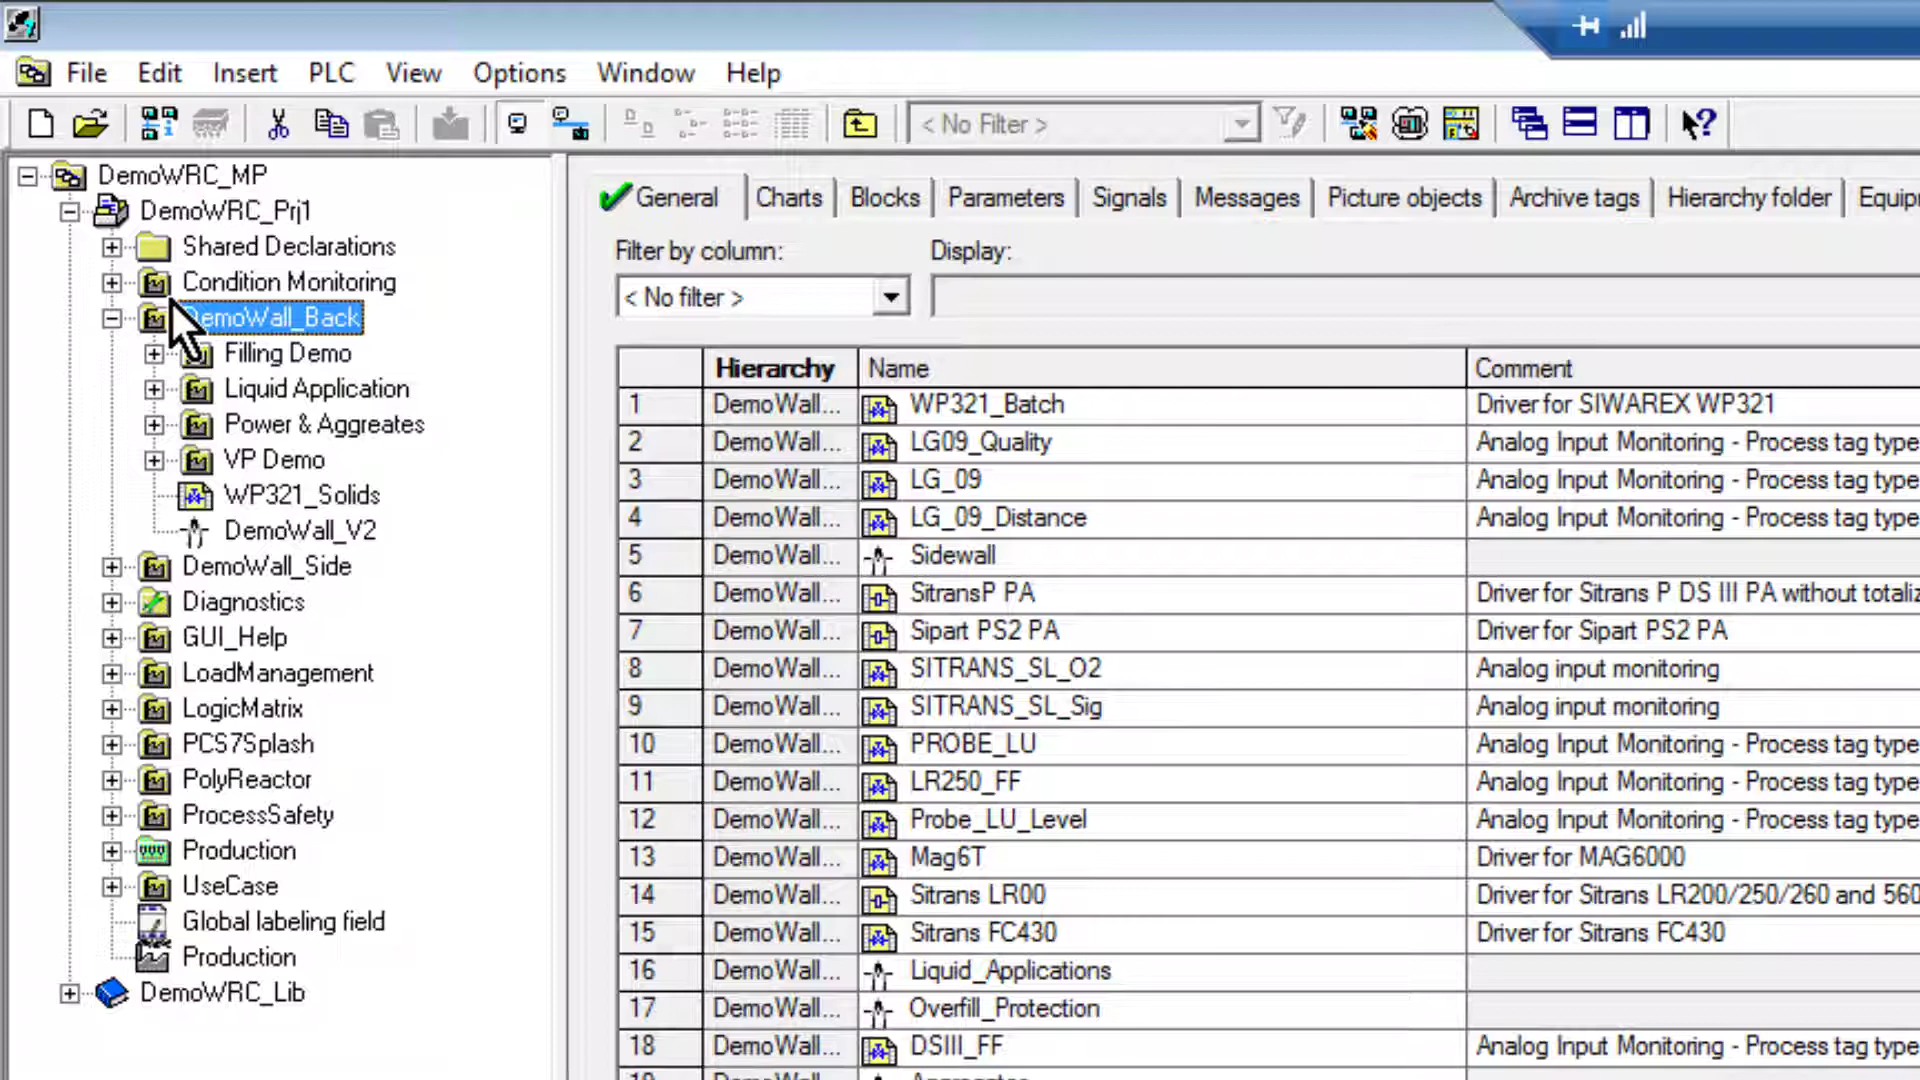 File Edit Insert PLC View Options Window Help
< No Filter >
DemoWRC_MP
DemoWRC_Prj1
Shared Declarations
Condition Monitoring
DemoWall_Back
Filling Demo
Liquid Application
Power & Aggreates
VP Demo
WP321_Solids
DemoWall_V2
DemoWall_Side
Diagnostics
GUI_Help
LoadManagement
LogicMatrix
PCS7Splash
PolyReactor
ProcessSafety
Production
UseCase
Global labeling field
Production
DemoWRC_Lib
General Charts Blocks Parameters Signals Messages Picture objects Archive tags Hierarchy folder
Filter by column: Display:
< No filter >
Hierarchy Name Comment
1 DemoWall... WP321_Batch Driver for SIWAREX WP321
2 DemoWall... LG09_Quality Analog Input Monitoring - Process tag type
3 DemoWall... LG_09 Analog Input Monitoring - Process tag type
4 DemoWall... LG_09_Distance Analog Input Monitoring - Process tag type
5 DemoWall... Sidewall
6 DemoWall... SitransP PA Driver for Sitrans P DS III PA without
7 DemoWall... Sipart PS2 PA Driver for Sipart PS2 PA
8 DemoWall... SITRANS_SL_O2 Analog input monitoring
9 DemoWall... SITRANS_SL_Sig Analog input monitoring
10 DemoWall... PROBE_LU Analog Input Monitoring - Process tag type
11 DemoWall... LR250_FF Analog Input Monitoring - Process tag type
12 DemoWall... Probe_LU_Level Analog Input Monitoring - Process tag type
13 DemoWall... Mag6T Driver for MAG6000
14 DemoWall... Sitrans LR00 Driver for Sitrans LR200/250/260 and 560
15 DemoWall... Sitrans FC430 Driver for Sitrans FC430
16 DemoWall... Liquid_Applications
17 DemoWall... Overfill_Protection
18 DemoWall... DSIII_FF Analog Input Monitoring - Process tag type